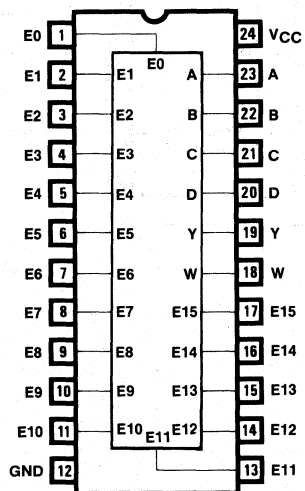 E0 1 24 VCC
E0
E1 2 E1 A 23 A
E2 3 E2 B 22 B
E3 4 E3 C 21 C
E4 5 E4 D 20 D
E5 6 E5 Y 19 Y
E6 7 E6 W 18 W
E7 8 E7 E15 17 E15
E8 9 E8 E14 16 E14
E9 10 E9 E13 15 E13
E10 11 E10 E11 E12 14 E12
GND 12 13 E11